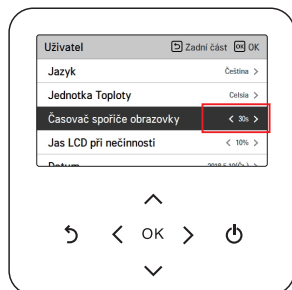 Uživatel Zadní část OK OK
Jazyk Čeština >
Jednotka Toploty Celsia >
Časovač spořiče obrazovky < 30s >
Jas LCD při nečinnosti < 10% >
Datum
OK